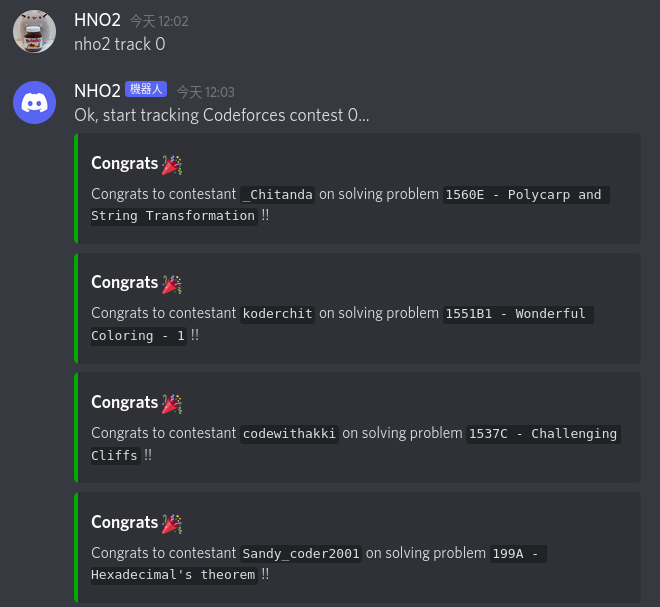 HNO2 今天 12:02
nho2 track 0
NHO2 機器人 今天 12:03
Ok, start tracking Codeforces contest 0...
Congrats 🎉
Congrats to contestant _Chitanda on solving problem 1560E - Polycarp and
String Transformation !!
Congrats 🎉
Congrats to contestant koderchit on solving problem 1551B1 - Wonderful
Coloring - 1 !!
Congrats 🎉
Congrats to contestant codewithakki on solving problem 1537C - Challenging
Cliffs !!
Congrats 🎉
Congrats to contestant Sandy_coder2001 on solving problem 199A -
Hexadecimal's theorem !!